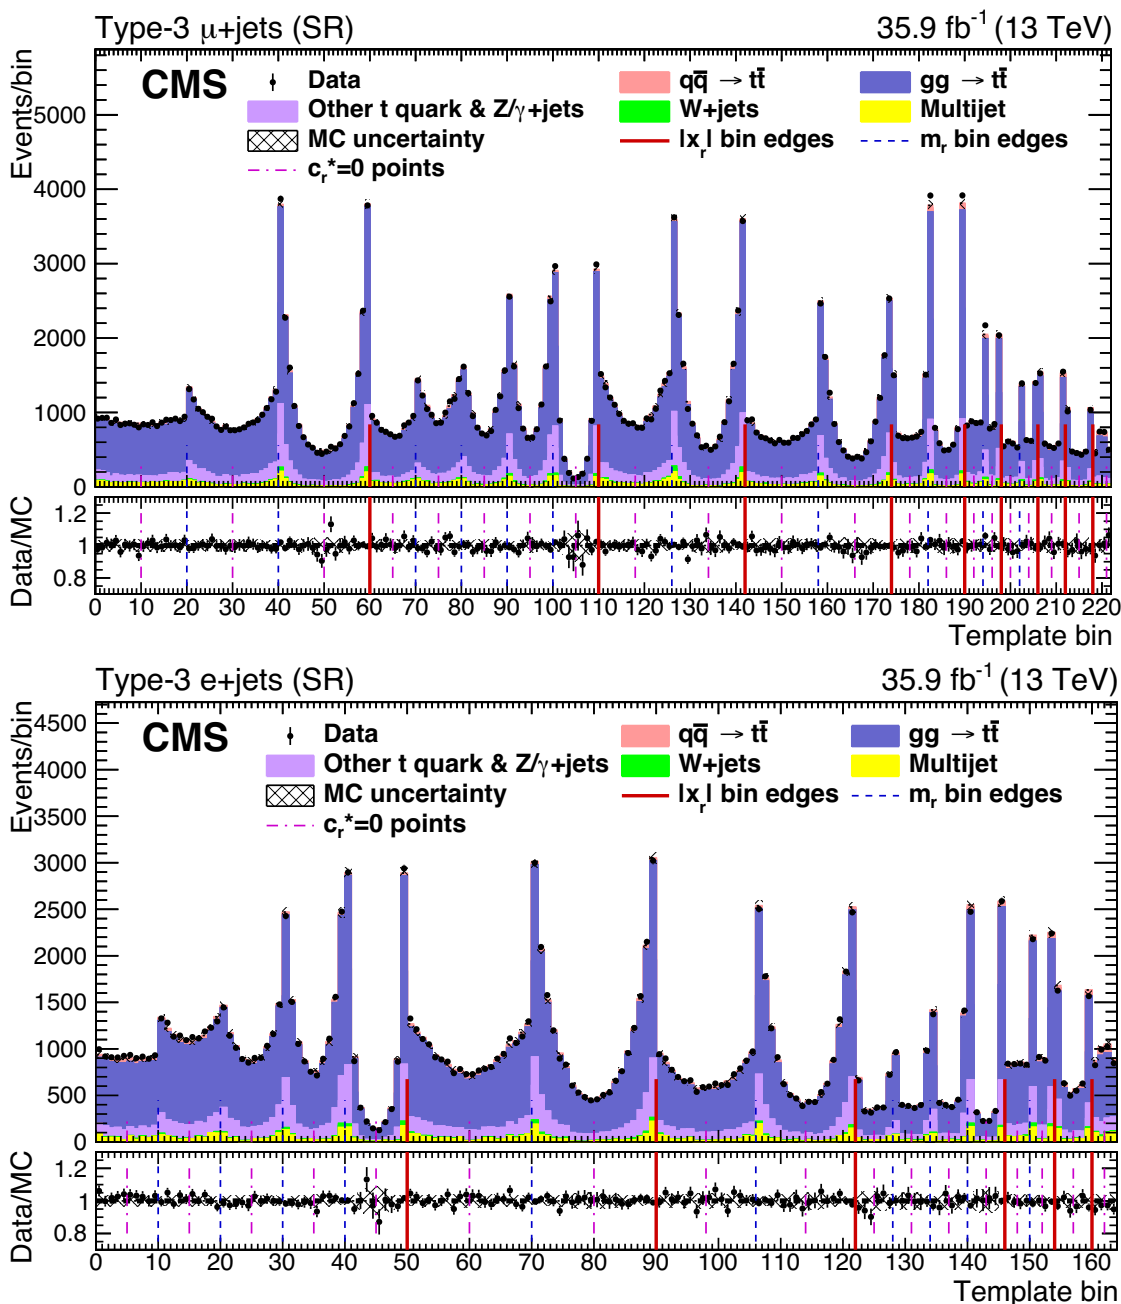 Type-3 μ+jets (SR) 35.9 fb⁻¹ (13 TeV)
Events/bin
CMS
Data
qq̅ → tt̅
gg → tt̅
Other t quark & Z/γ+jets
W+jets
Multijet
MC uncertainty
|x_r| bin edges
m_r bin edges
c_r*=0 points
5000
4000
3000
2000
1000
0
Data/MC
1.2
1
0.8
0 10 20 30 40 50 60 70 80 90 100 110 120 130 140 150 160 170 180 190 200 210 220
Template bin
Type-3 e+jets (SR) 35.9 fb⁻¹ (13 TeV)
Events/bin
CMS
Data
qq̅ → tt̅
gg → tt̅
Other t quark & Z/γ+jets
W+jets
Multijet
MC uncertainty
|x_r| bin edges
m_r bin edges
c_r*=0 points
4500
4000
3500
3000
2500
2000
1500
1000
500
0
Data/MC
1.2
1
0.8
0 10 20 30 40 50 60 70 80 90 100 110 120 130 140 150 160
Template bin